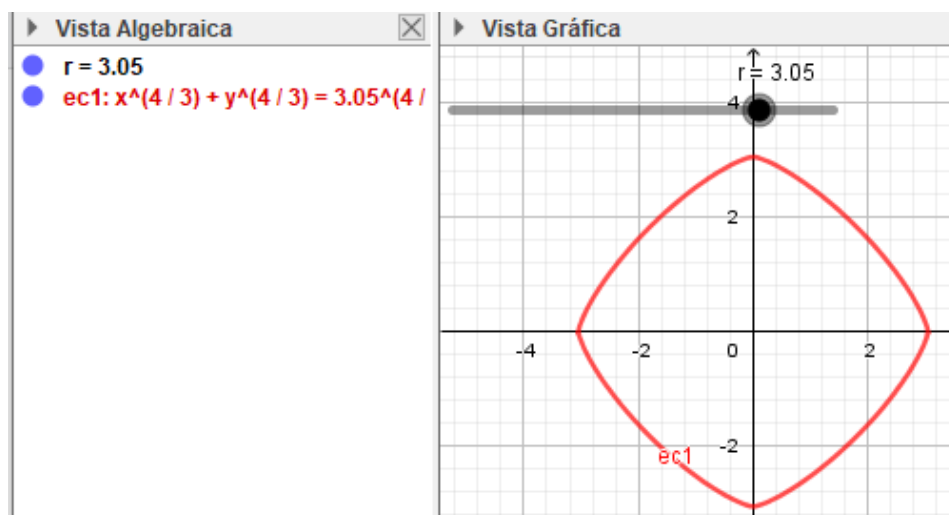 Vista Algebraica
r = 3.05
ec1: x^(4 / 3) + y^(4 / 3) = 3.05^(4 /
Vista Gráfica
r = 3.05
4
2
-4 -2 0 2
-2
ec1